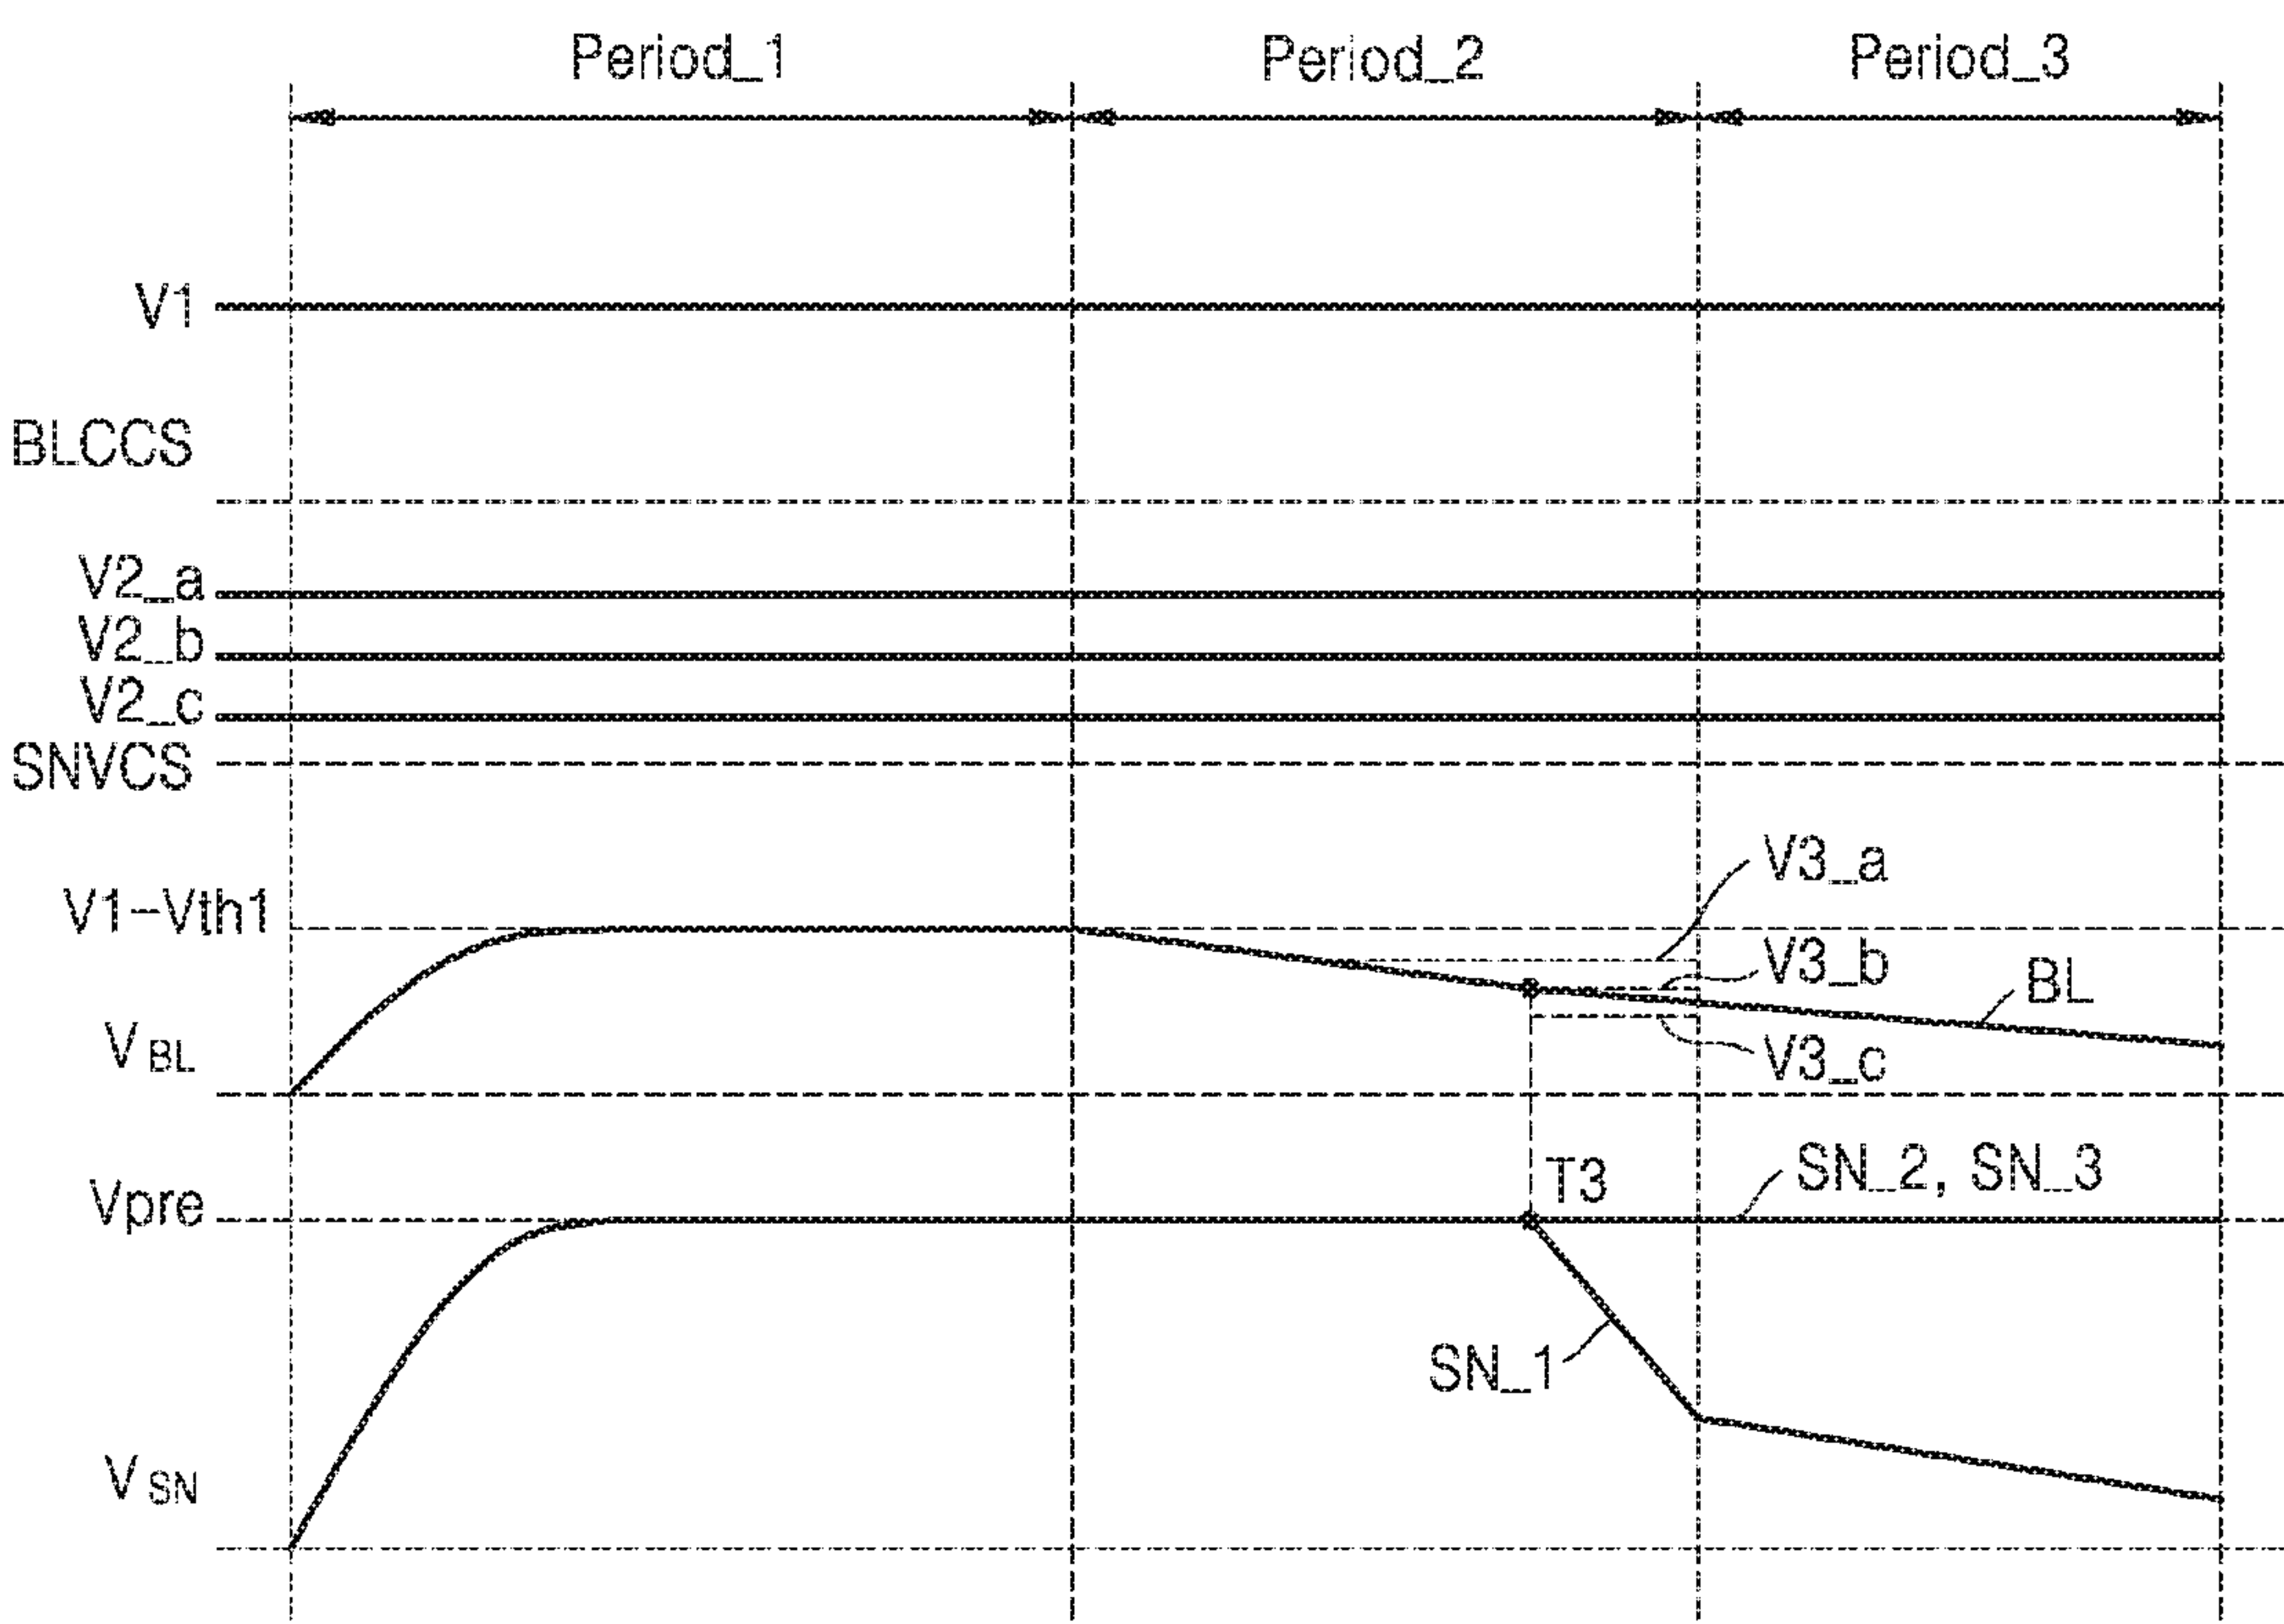 Period_1 Period_2 Period_3
V1
BLCCS
V2_a
V2_b
V2_c
SNVCS
V3_a
V1-Vth1
V3_b
BL
VBL
V3_c
Vpre
T3
SN_2, SN_3
SN_1
VSN